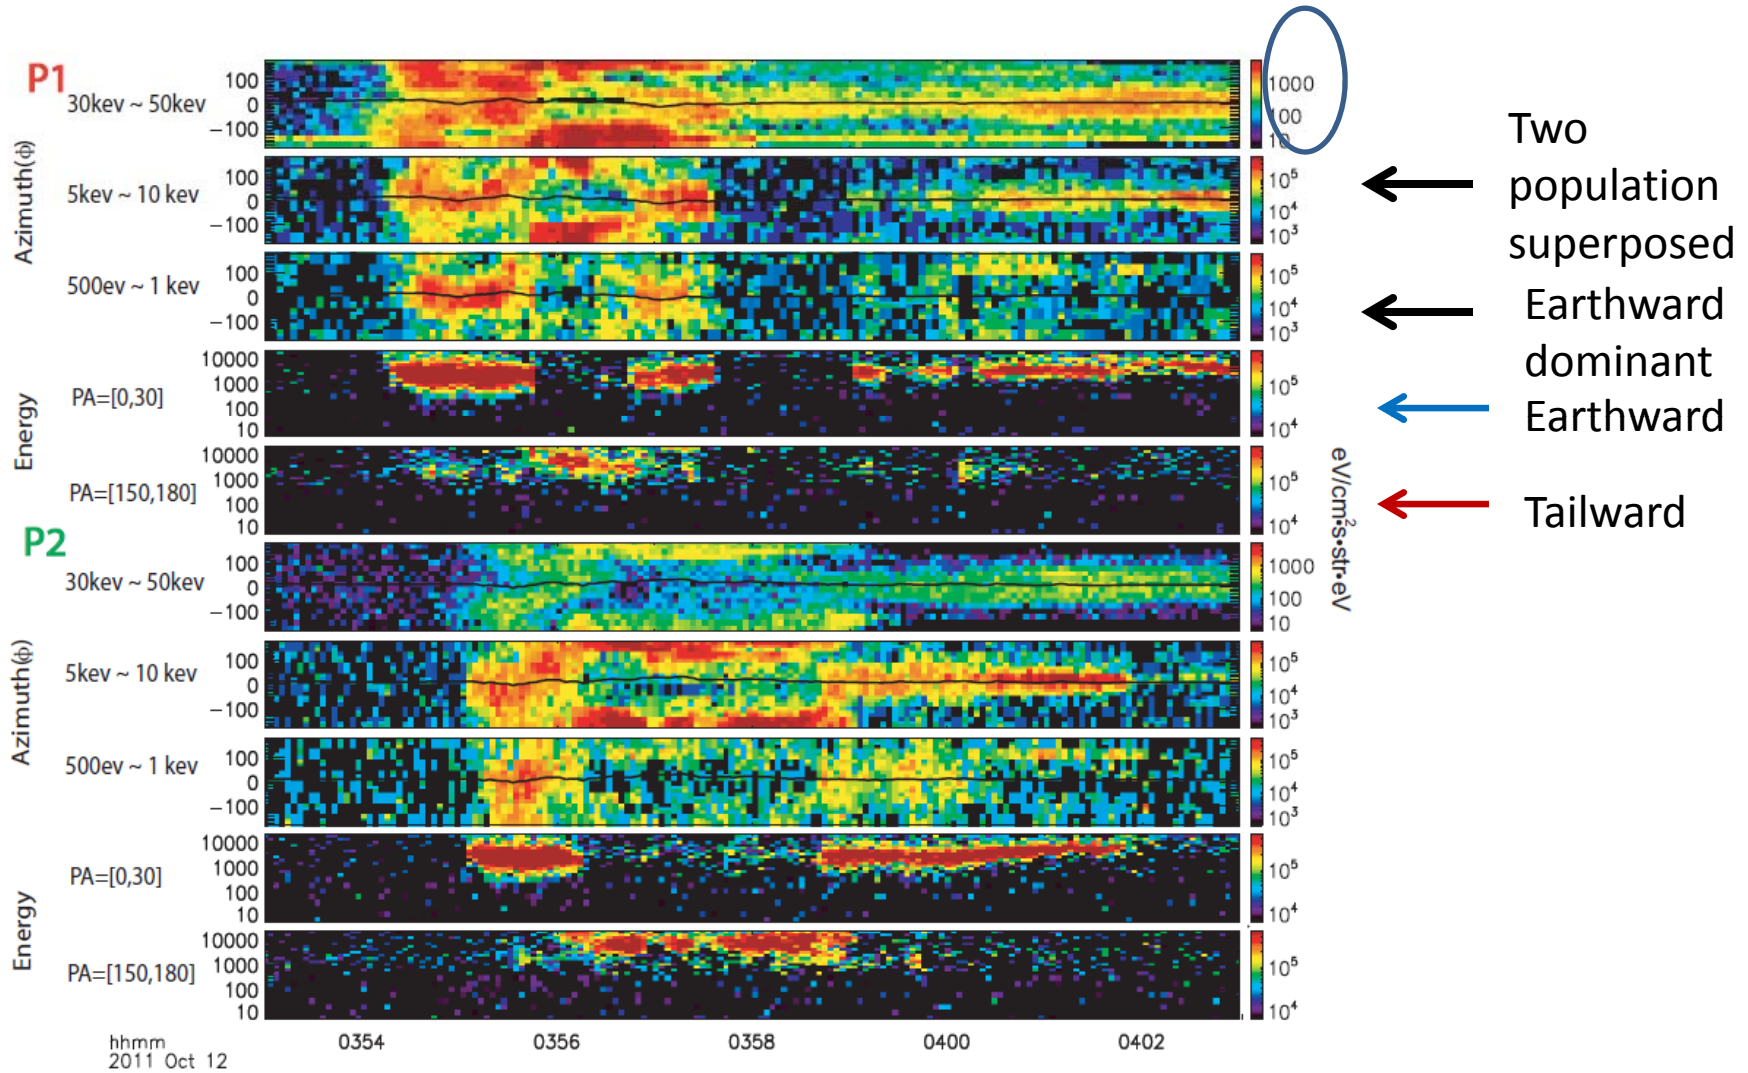 P1
30kev ~ 50kev
100
0
−100
1000
100
10
Two
population
superposed
Azimuth(ϕ)
5kev ~ 10 kev
100
0
−100
10⁵
10⁴
10³
500ev ~ 1 kev
100
0
−100
10⁵
10⁴
10³
Earthward
dominant
Energy
PA=[0,30]
10000
1000
100
10
10⁵
10⁴
Earthward
PA=[150,180]
10000
1000
100
10
10⁵
10⁴
Tailward
eV/cm²•s•str•eV
P2
30kev ~ 50kev
100
0
−100
1000
100
10
Azimuth(ϕ)
5kev ~ 10 kev
100
0
−100
10⁵
10⁴
10³
500ev ~ 1 kev
100
0
−100
10⁵
10⁴
10³
Energy
PA=[0,30]
10000
1000
100
10
10⁵
10⁴
PA=[150,180]
10000
1000
100
10
10⁵
10⁴
hhmm 0354 0356 0358 0400 0402
2011 Oct 12